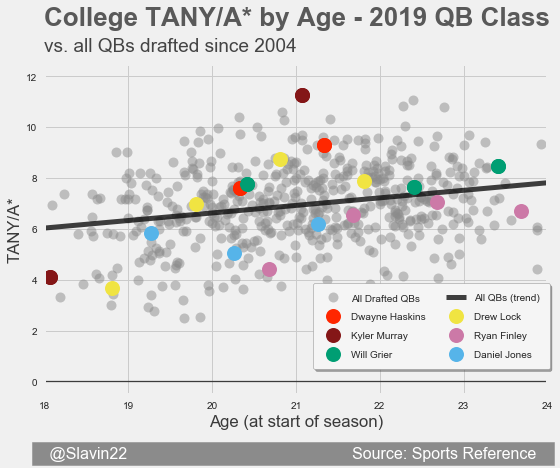 College TANY/A* by Age - 2019 QB Class
vs. all QBs drafted since 2004
12
10
8
6
4
2
0
TANY/A*
18 19 20 21 22 23 24
Age (at start of season)
All Drafted QBs
Dwayne Haskins
Kyler Murray
Will Grier
All QBs (trend)
Drew Lock
Ryan Finley
Daniel Jones
@Slavin22 Source: Sports Reference